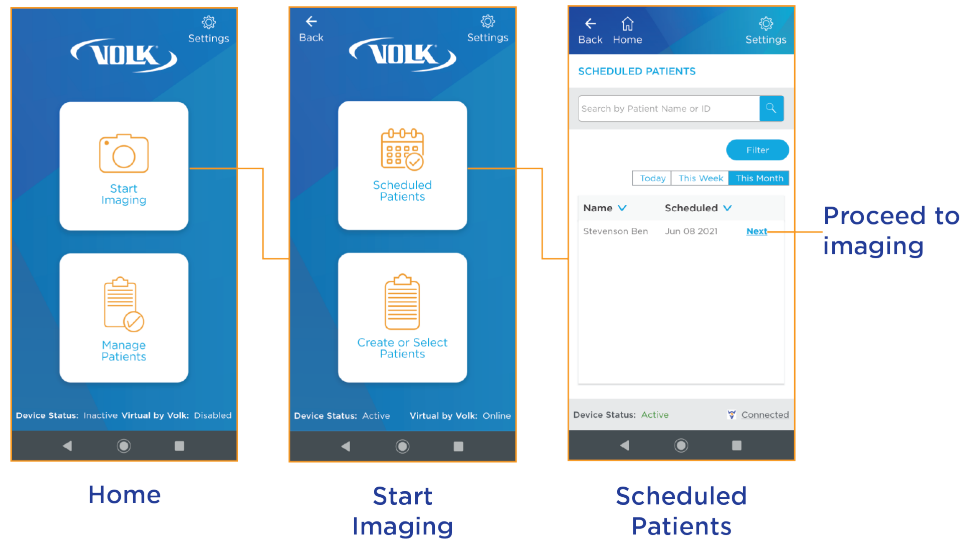 Settings
VOLK
Start
Imaging
Manage
Patients
Device Status: Inactive Virtual by Volk: Disabled
Home
Back
Settings
VOLK
Scheduled
Patients
Create or Select
Patients
Device Status: Active Virtual by Volk: Online
Start
Imaging
Back Home Settings
SCHEDULED PATIENTS
Search by Patient Name or ID
Filter
Today This Week This Month
Name Scheduled
Stevenson Ben Jun 08 2021 Next
Device Status: Active Connected
Scheduled
Patients
Proceed to
imaging